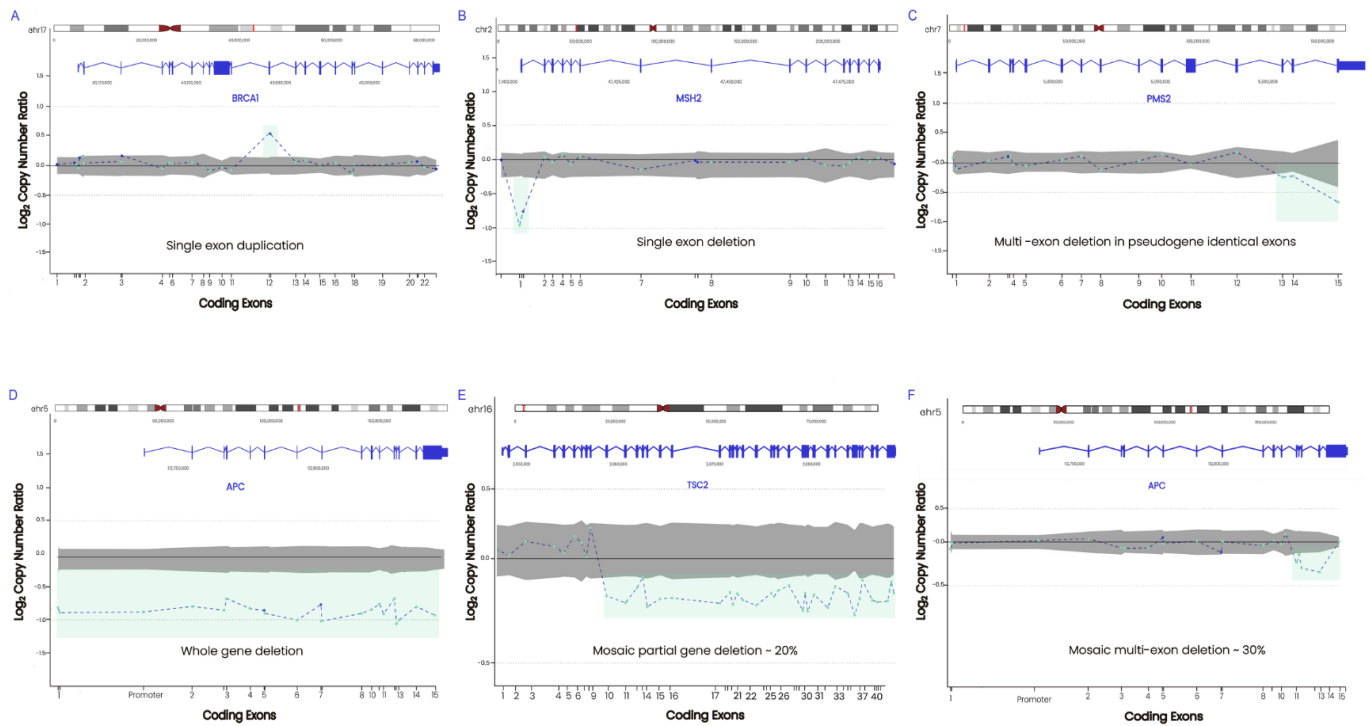 A
chr17
BRCA1
Log2 Copy Number Ratio
1.5
1.0
0.5
0.0
-0.5
-1.0
Single exon duplication
1 2 3 4 6 7 8 9 10 11 12 13 14 15 16 17 18 19 20 22
Coding Exons
B
chr2
MSH2
Log2 Copy Number Ratio
1.5
1.0
0.5
0.0
-0.5
-1.0
-1.5
Single exon deletion
1 2 3 4 5 6 7 8 9 10 11 13 14 15 16
Coding Exons
C
chr7
PMS2
Log2 Copy Number Ratio
1.5
1.0
0.5
-0.0
-0.5
-1.0
-1.5
Multi -exon deletion in pseudogene identical exons
1 2 4 5 7 8 9 10 11 12 13 14 15
Coding Exons
D
chr5
APC
Log2 Copy Number Ratio
1.5
1.0
0.5
0.0
-0.5
-1.0
-1.5
Whole gene deletion
1 Promoter 2 3 4 5 6 7 8 9 10 11 13 14 15
Coding Exons
E
chr16
TSC2
Log2 Copy Number Ratio
0.5
0.0
-0.5
Mosaic partial gene deletion ~ 20%
1 2 3 5 6 7 9 10 11 14 15 16 17 21 22 25 26 30 31 33 37 40
Coding Exons
F
chr5
APC
Log2 Copy Number Ratio
0.5
0.0
-0.5
Mosaic multi-exon deletion ~ 30%
1 Promoter 2 3 4 5 6 7 8 10 11 13 14 15
Coding Exons